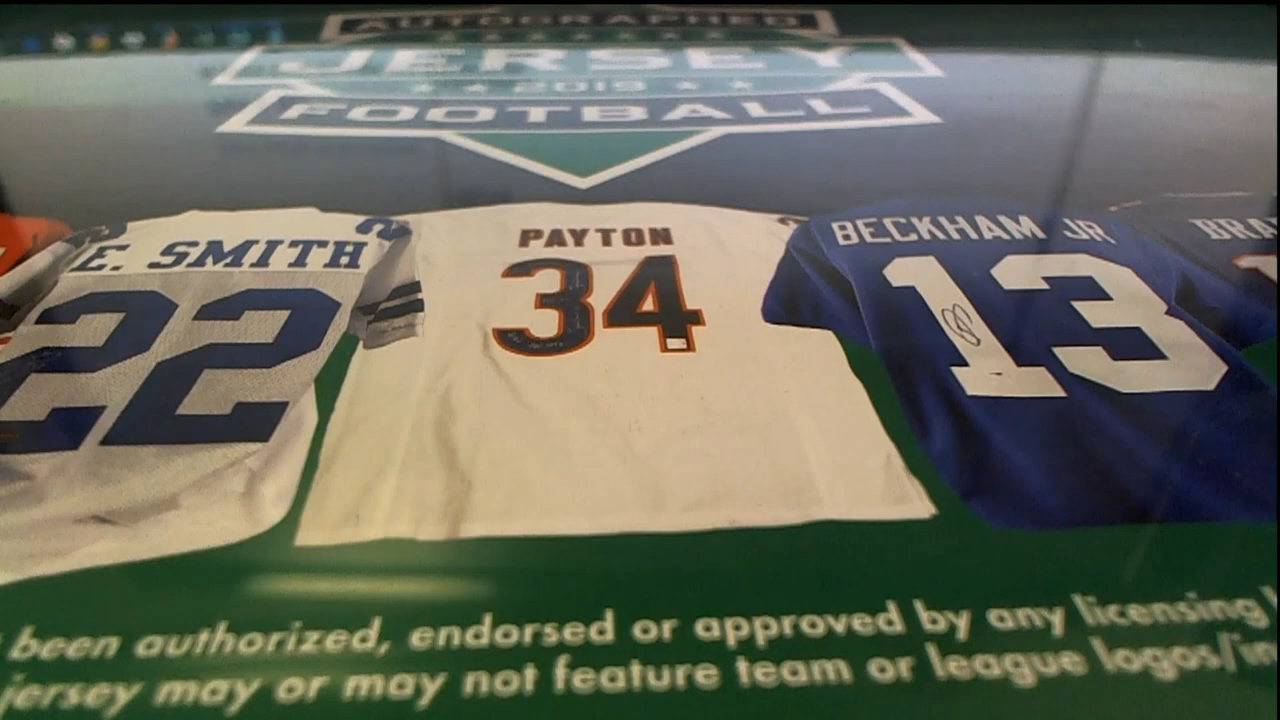 AUTOGRAPHED
JERSEY
2019
FOOTBALL
E. SMITH
22
PAYTON
34
BECKHAM JR
13
been authorized, endorsed or approved by any licensing
jersey may or may not feature team or league logos/in